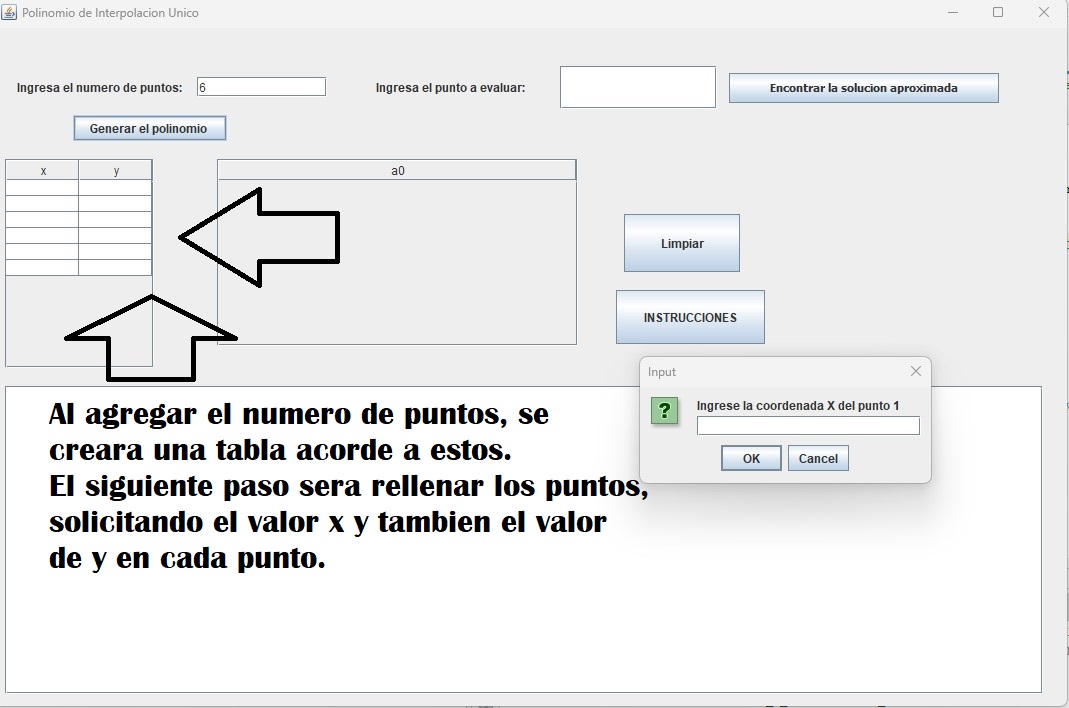 Polinomio de Interpolacion Unico
Ingresa el numero de puntos: 6 Ingresa el punto a evaluar: Encontrar la solucion aproximada
Generar el polinomio
x y a0
Limpiar
INSTRUCCIONES
Input
Ingrese la coordenada X del punto 1
?
OK Cancel
Al agregar el numero de puntos, se
creara una tabla acorde a estos.
El siguiente paso sera rellenar los puntos,
solicitando el valor x y tambien el valor
de y en cada punto.